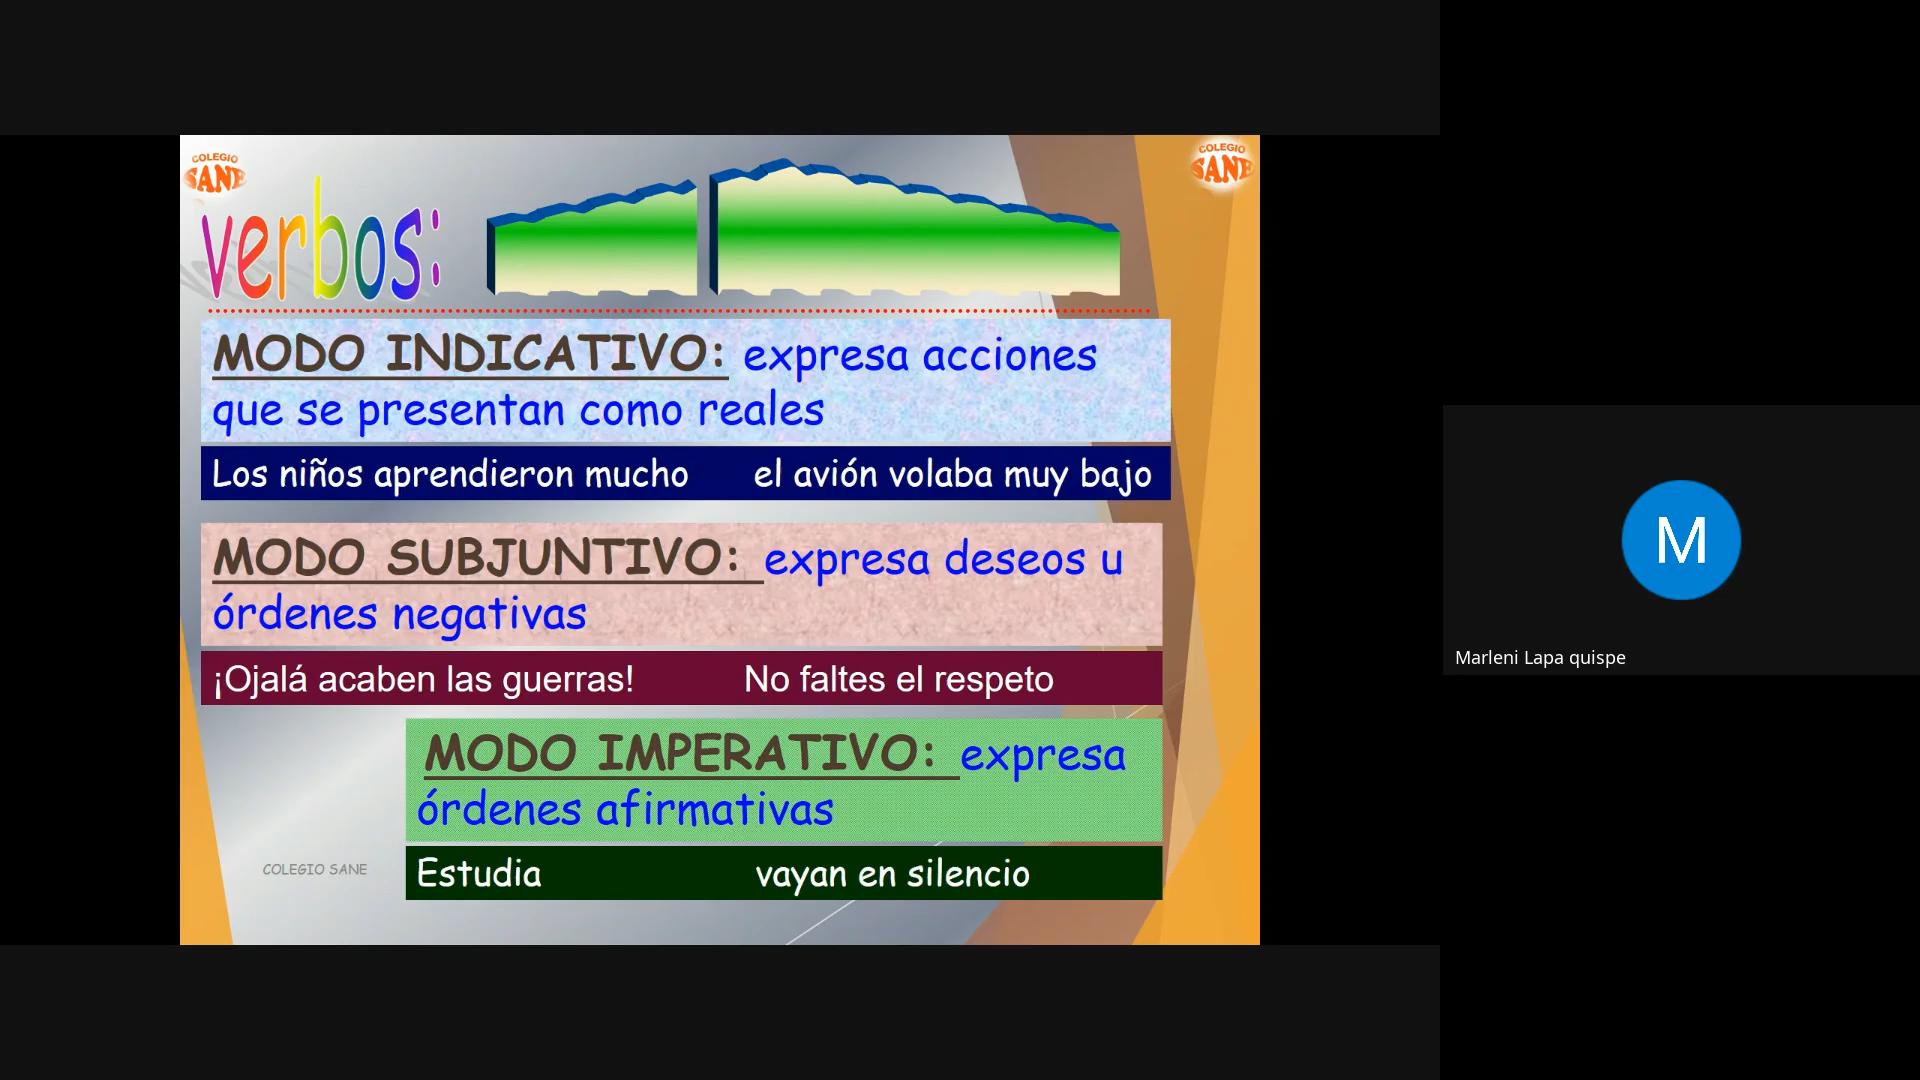 COLEGIO
SANE
COLEGIO
SANE
verbos:
MODO INDICATIVO: expresa acciones
que se presentan como reales
Los niños aprendieron mucho el avión volaba muy bajo
MODO SUBJUNTIVO: expresa deseos u
órdenes negativas
¡Ojalá acaben las guerras! No faltes el respeto
MODO IMPERATIVO: expresa
órdenes afirmativas
Estudia vayan en silencio
COLEGIO SANE
M
Marleni Lapa quispe